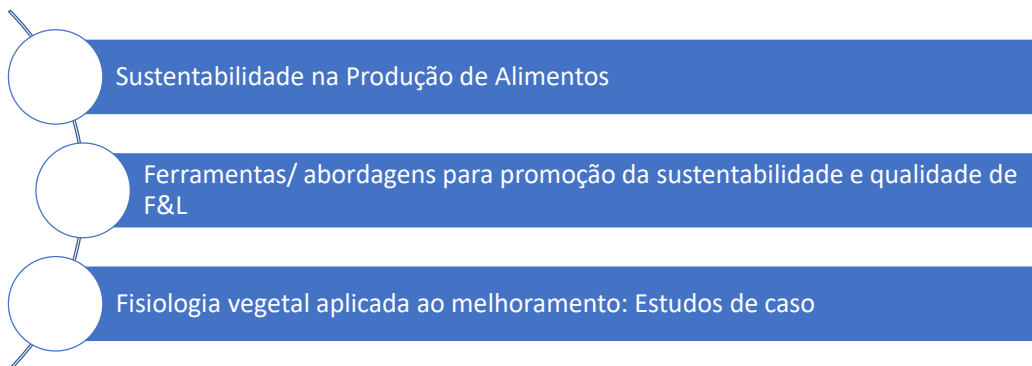 Sustentabilidade na Produção de Alimentos
Ferramentas/ abordagens para promoção da sustentabilidade e qualidade de
F&L
Fisiologia vegetal aplicada ao melhoramento: Estudos de caso